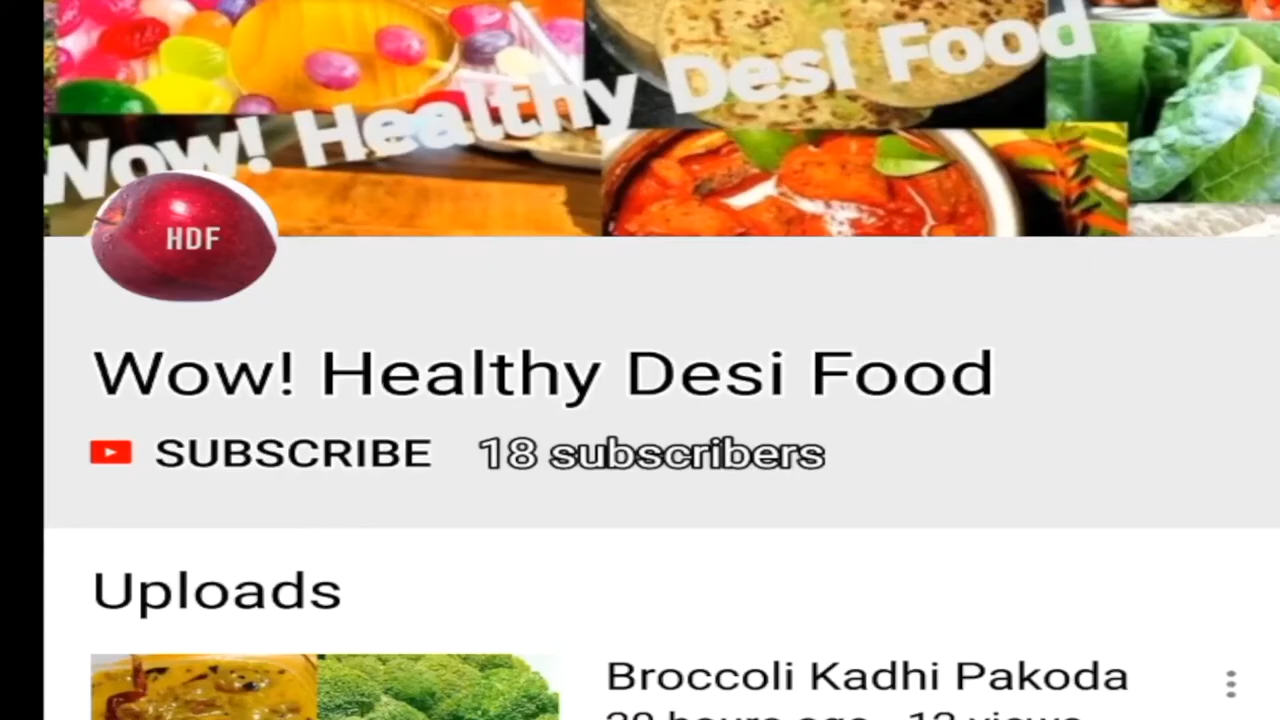 Wow! Healthy Desi Food
HDF
Wow! Healthy Desi Food
SUBSCRIBE 18 subscribers
Uploads
Broccoli Kadhi Pakoda